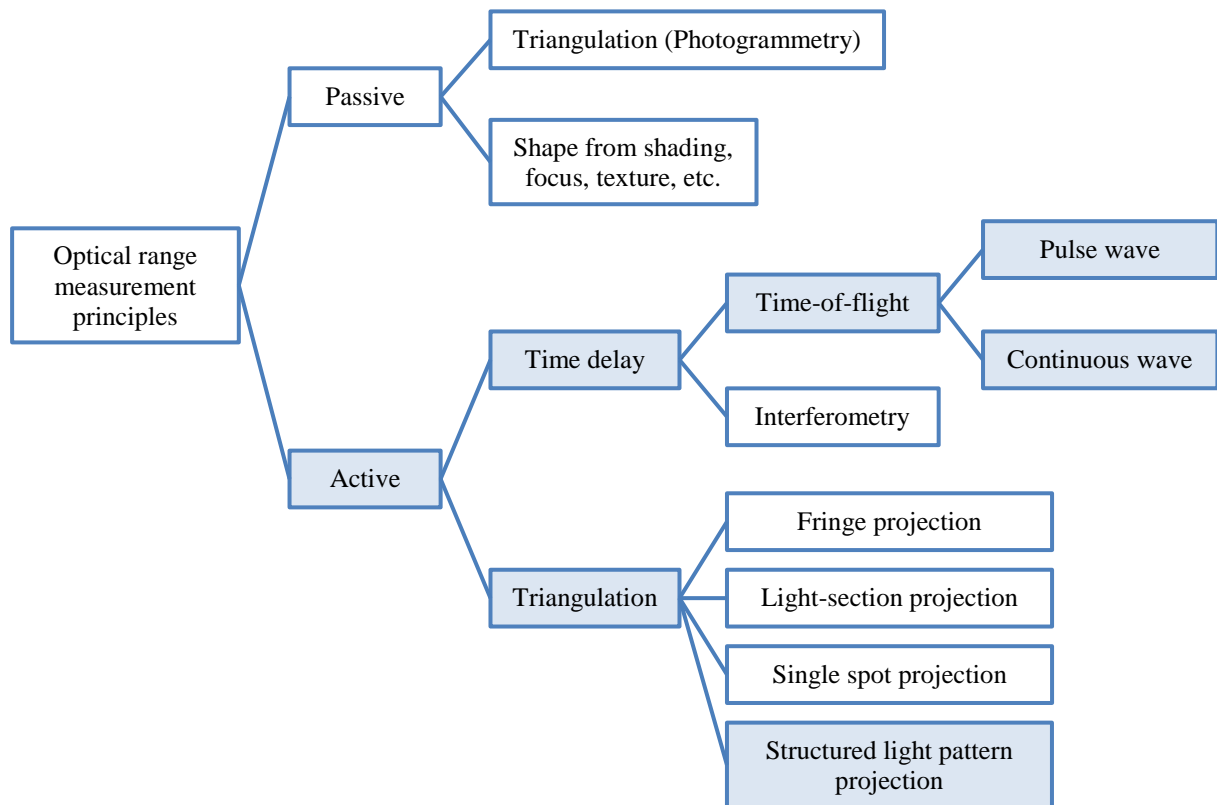 Triangulation (Photogrammetry)
Passive
Shape from shading,
focus, texture, etc.
Optical range
measurement
principles
Pulse wave
Time-of-flight
Time delay
Continuous wave
Interferometry
Active
Fringe projection
Triangulation
Light-section projection
Single spot projection
Structured light pattern
projection